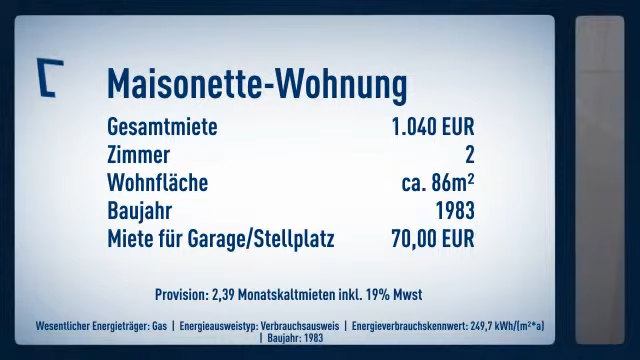 Maisonette-Wohnung
Gesamtmiete 1.040 EUR
Zimmer 2
Wohnfläche ca. 86m²
Baujahr 1983
Miete für Garage/Stellplatz 70,00 EUR
Provision: 2,39 Monatskaltmieten inkl. 19% Mwst
Wesentlicher Energieträger: Gas | Energieausweistyp: Verbrauchsausweis | Energieverbrauchskennwert: 249,7 kWh/(m²*a)
| Baujahr: 1983